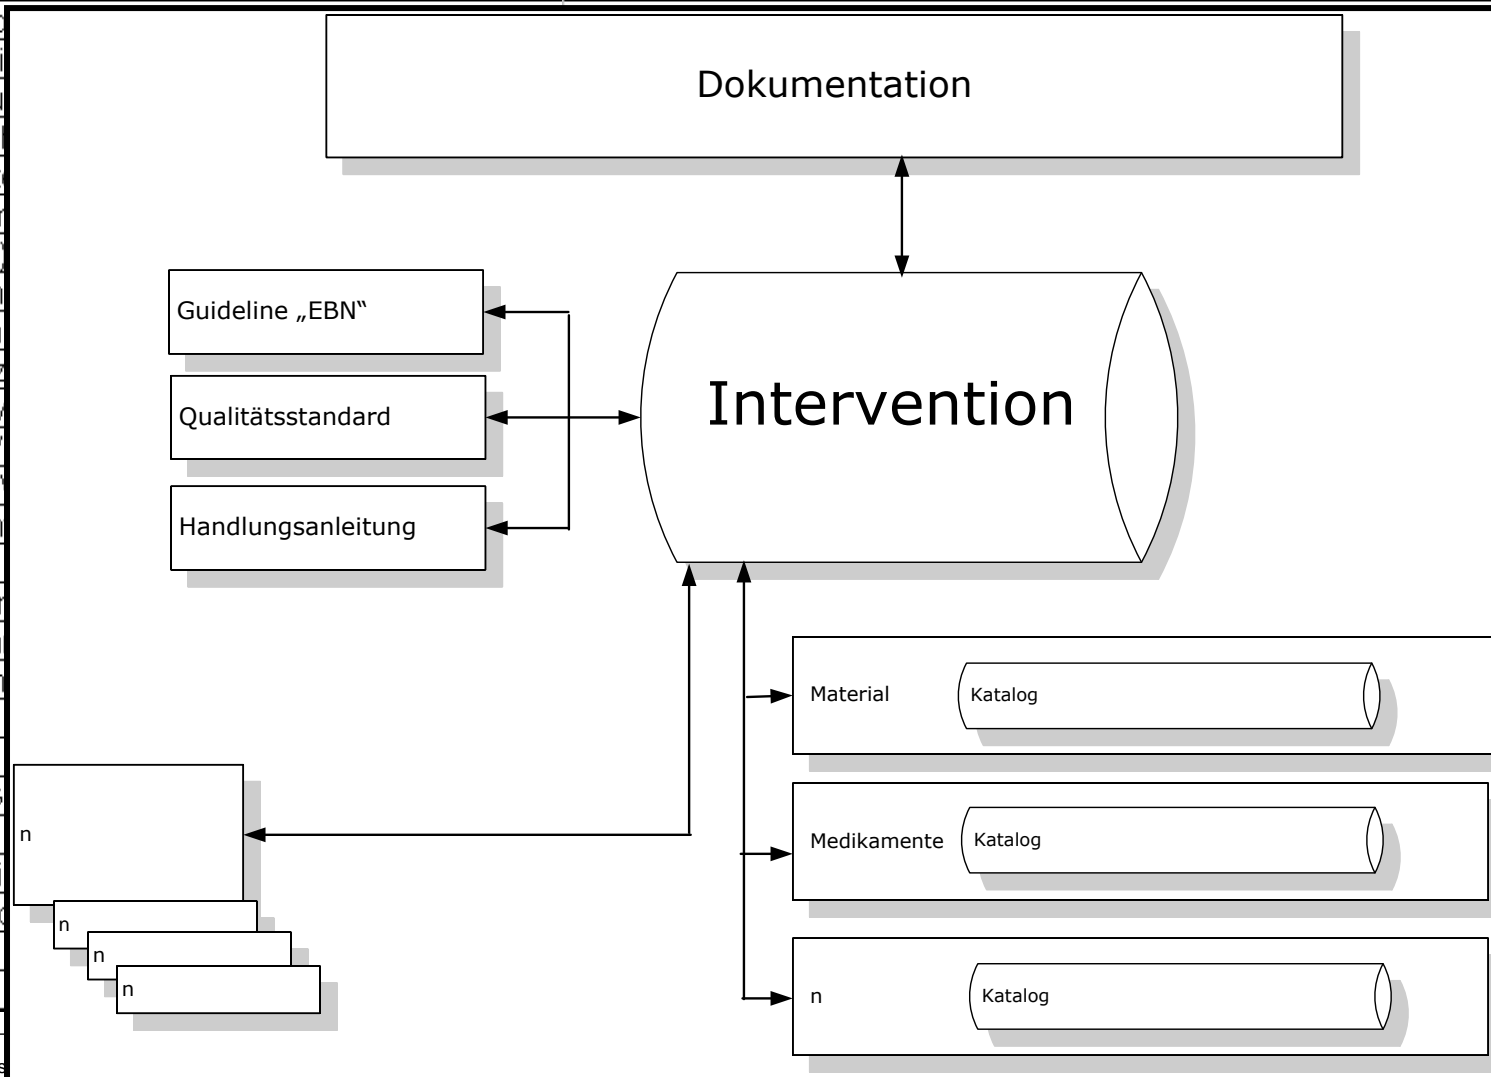 Dokumentation
Guideline „EBN“
Qualitätsstandard
Handlungsanleitung
Intervention
Material
Katalog
Medikamente
Katalog
n
Katalog
n
n
n
n